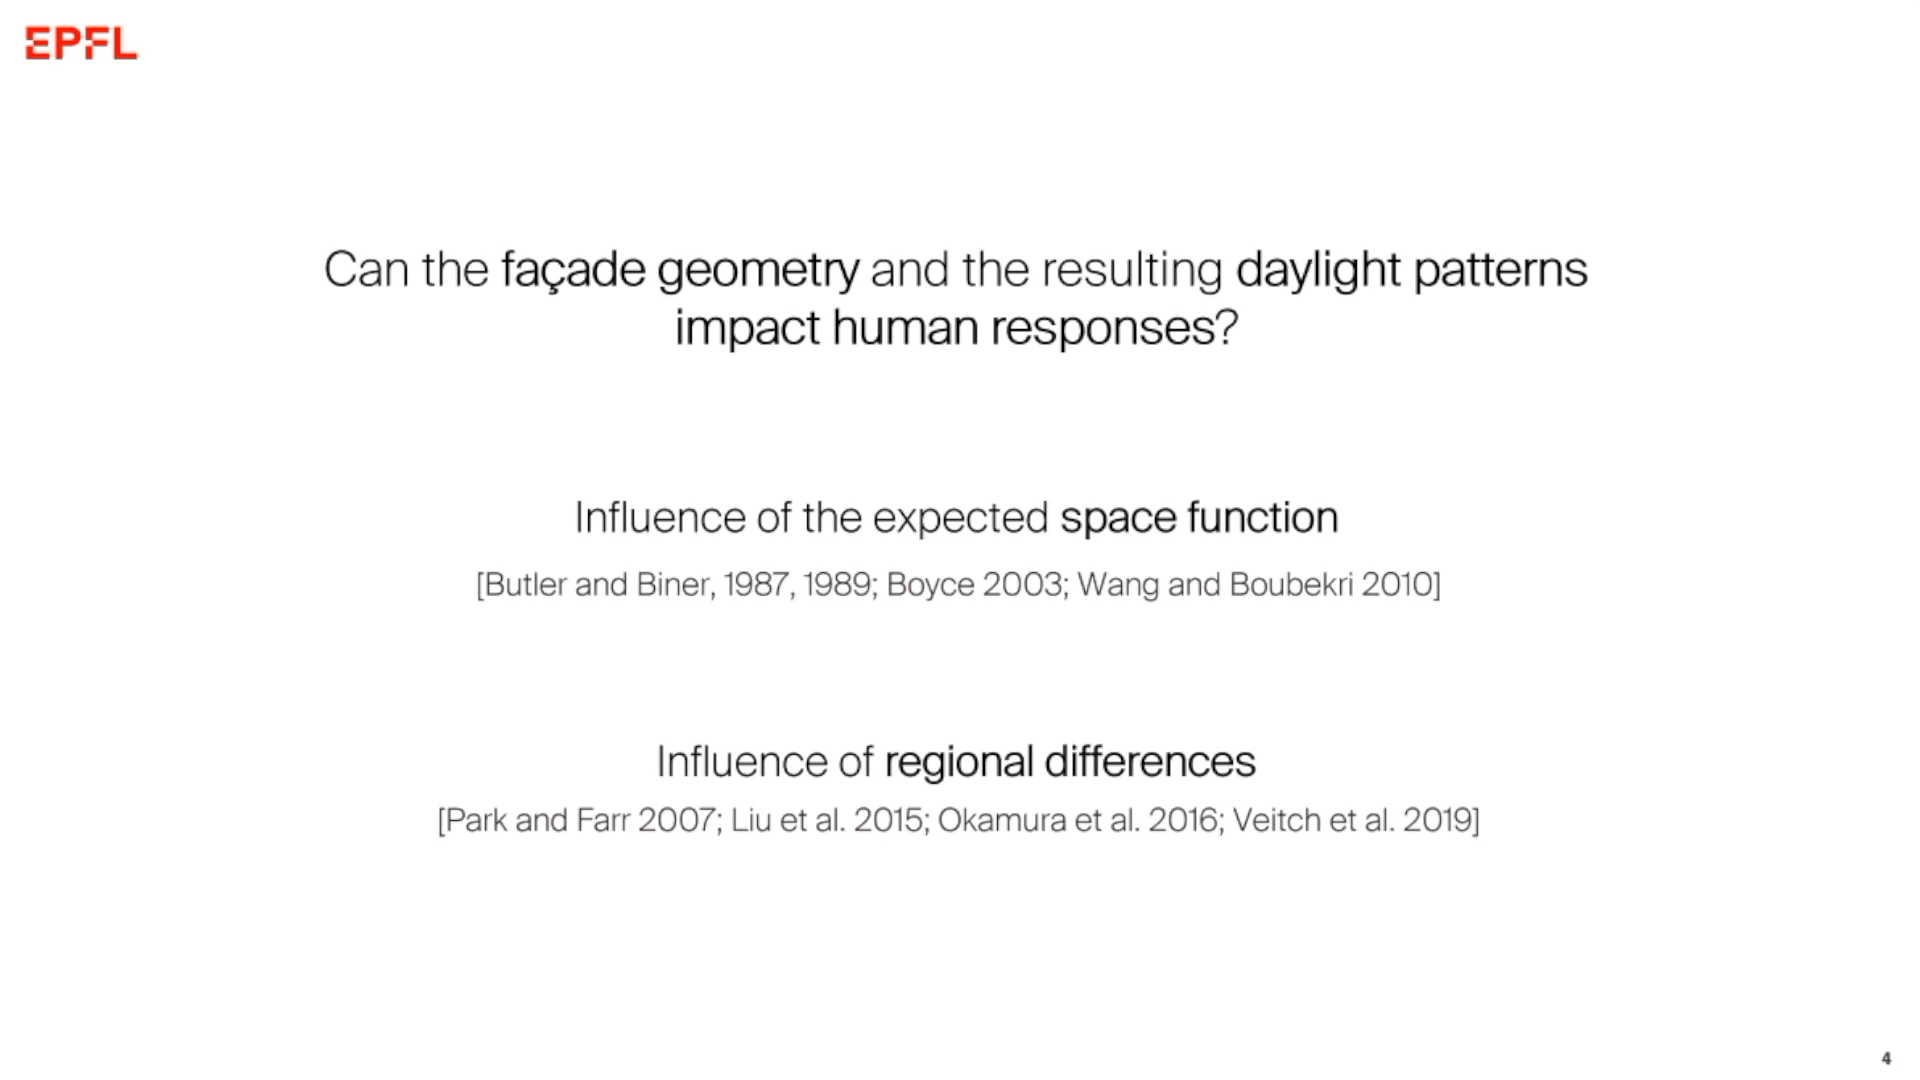 EPFL
Can the façade geometry and the resulting daylight patterns
impact human responses?
Influence of the expected space function
[Butler and Biner, 1987, 1989; Boyce 2003; Wang and Boubekri 2010]
Influence of regional differences
[Park and Farr 2007; Liu et al. 2015; Okamura et al. 2016; Veitch et al. 2019]
4